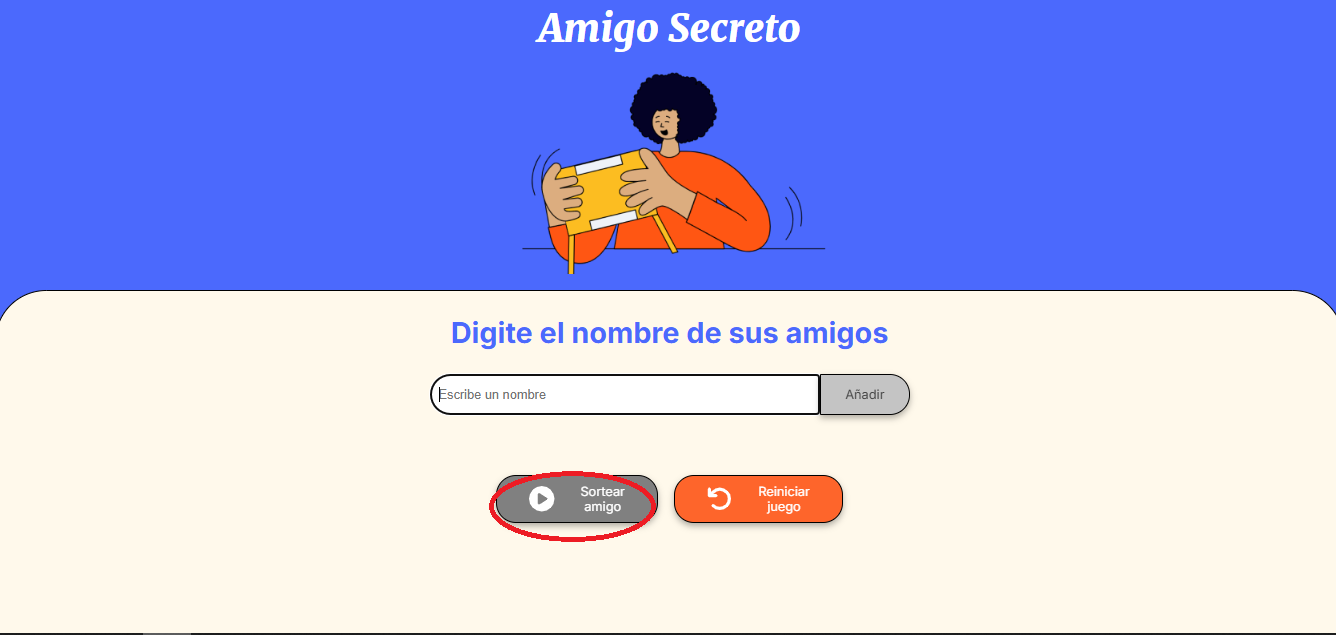 Amigo Secreto
Digite el nombre de sus amigos
Escribe un nombre
Añadir
Sortear
amigo
Reiniciar
juego